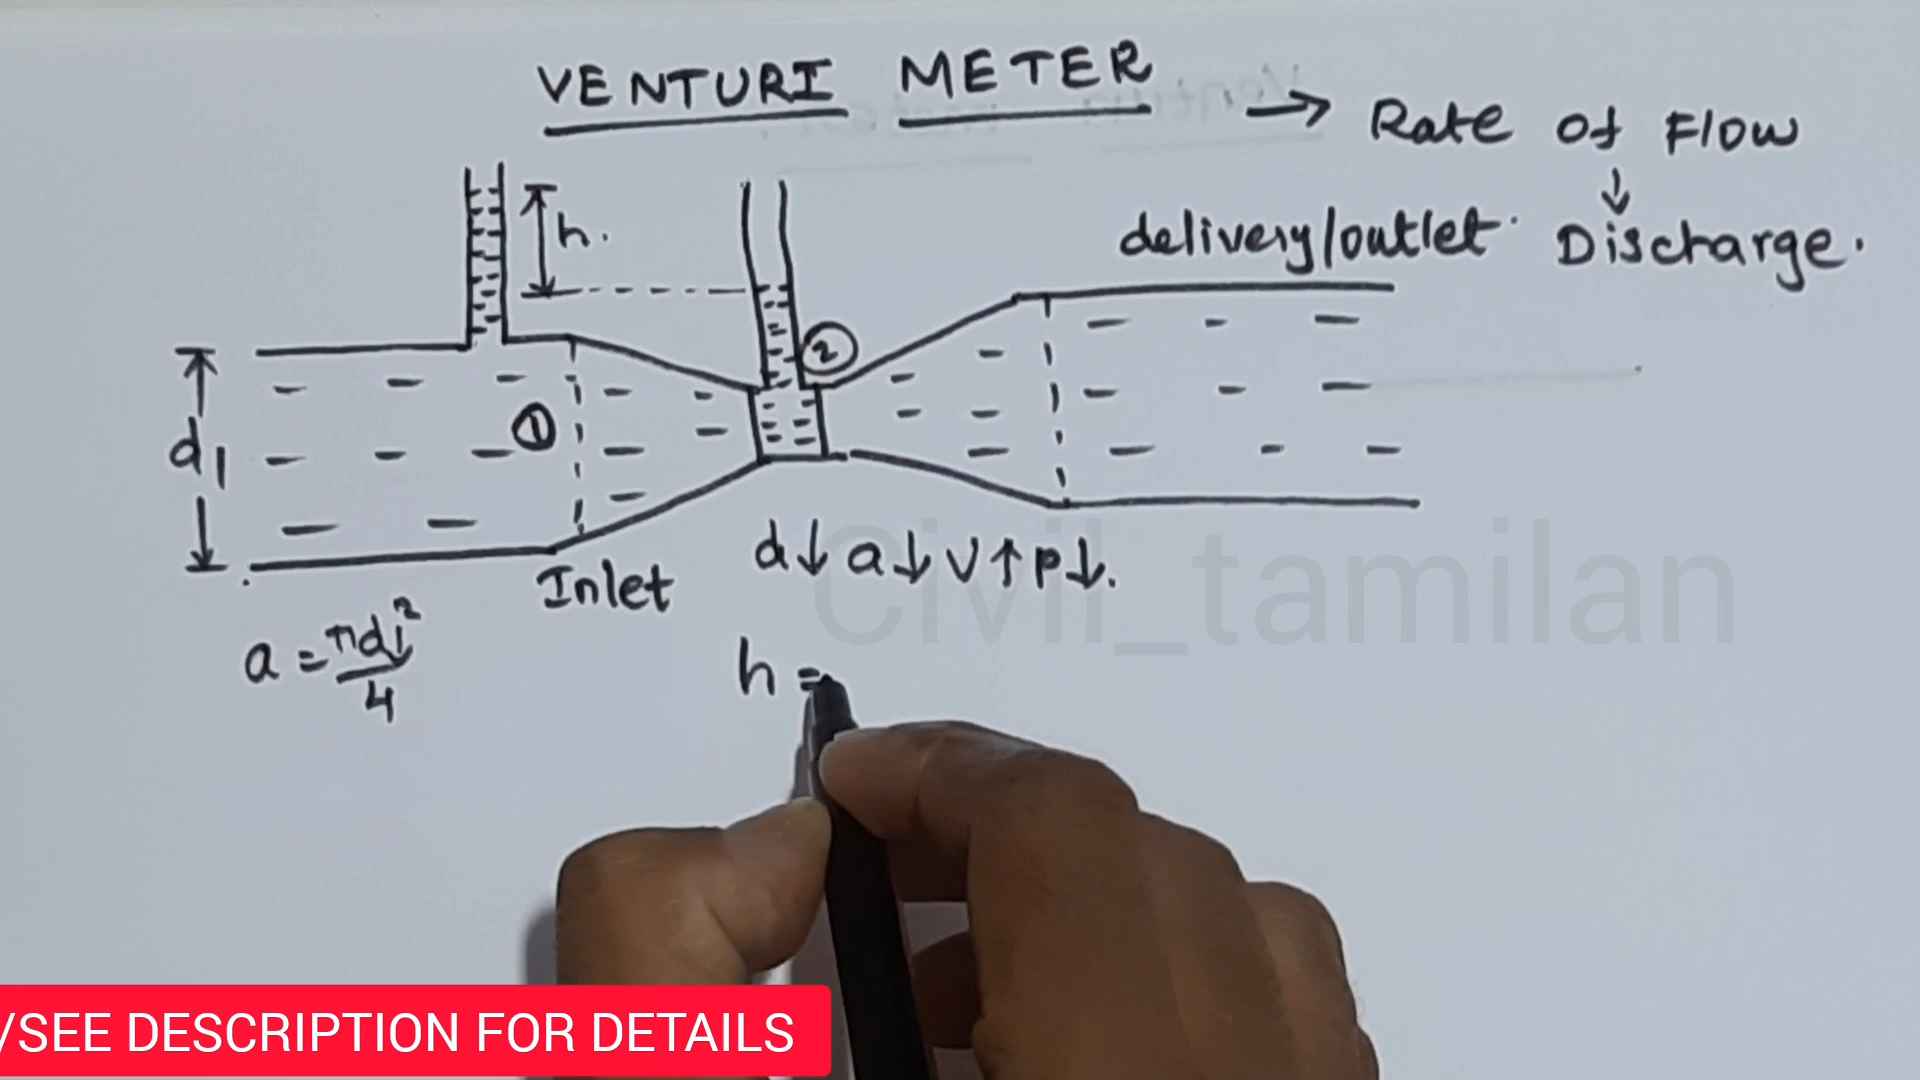 VENTURI METER
→ Rate of Flow
↓
delivery/outlet. Discharge.
h.
②
①
d1
Inlet
d↓ a↓ v↑ p↓.
a = πd1²/4
h =
Civil_tamilan
/SEE DESCRIPTION FOR DETAILS